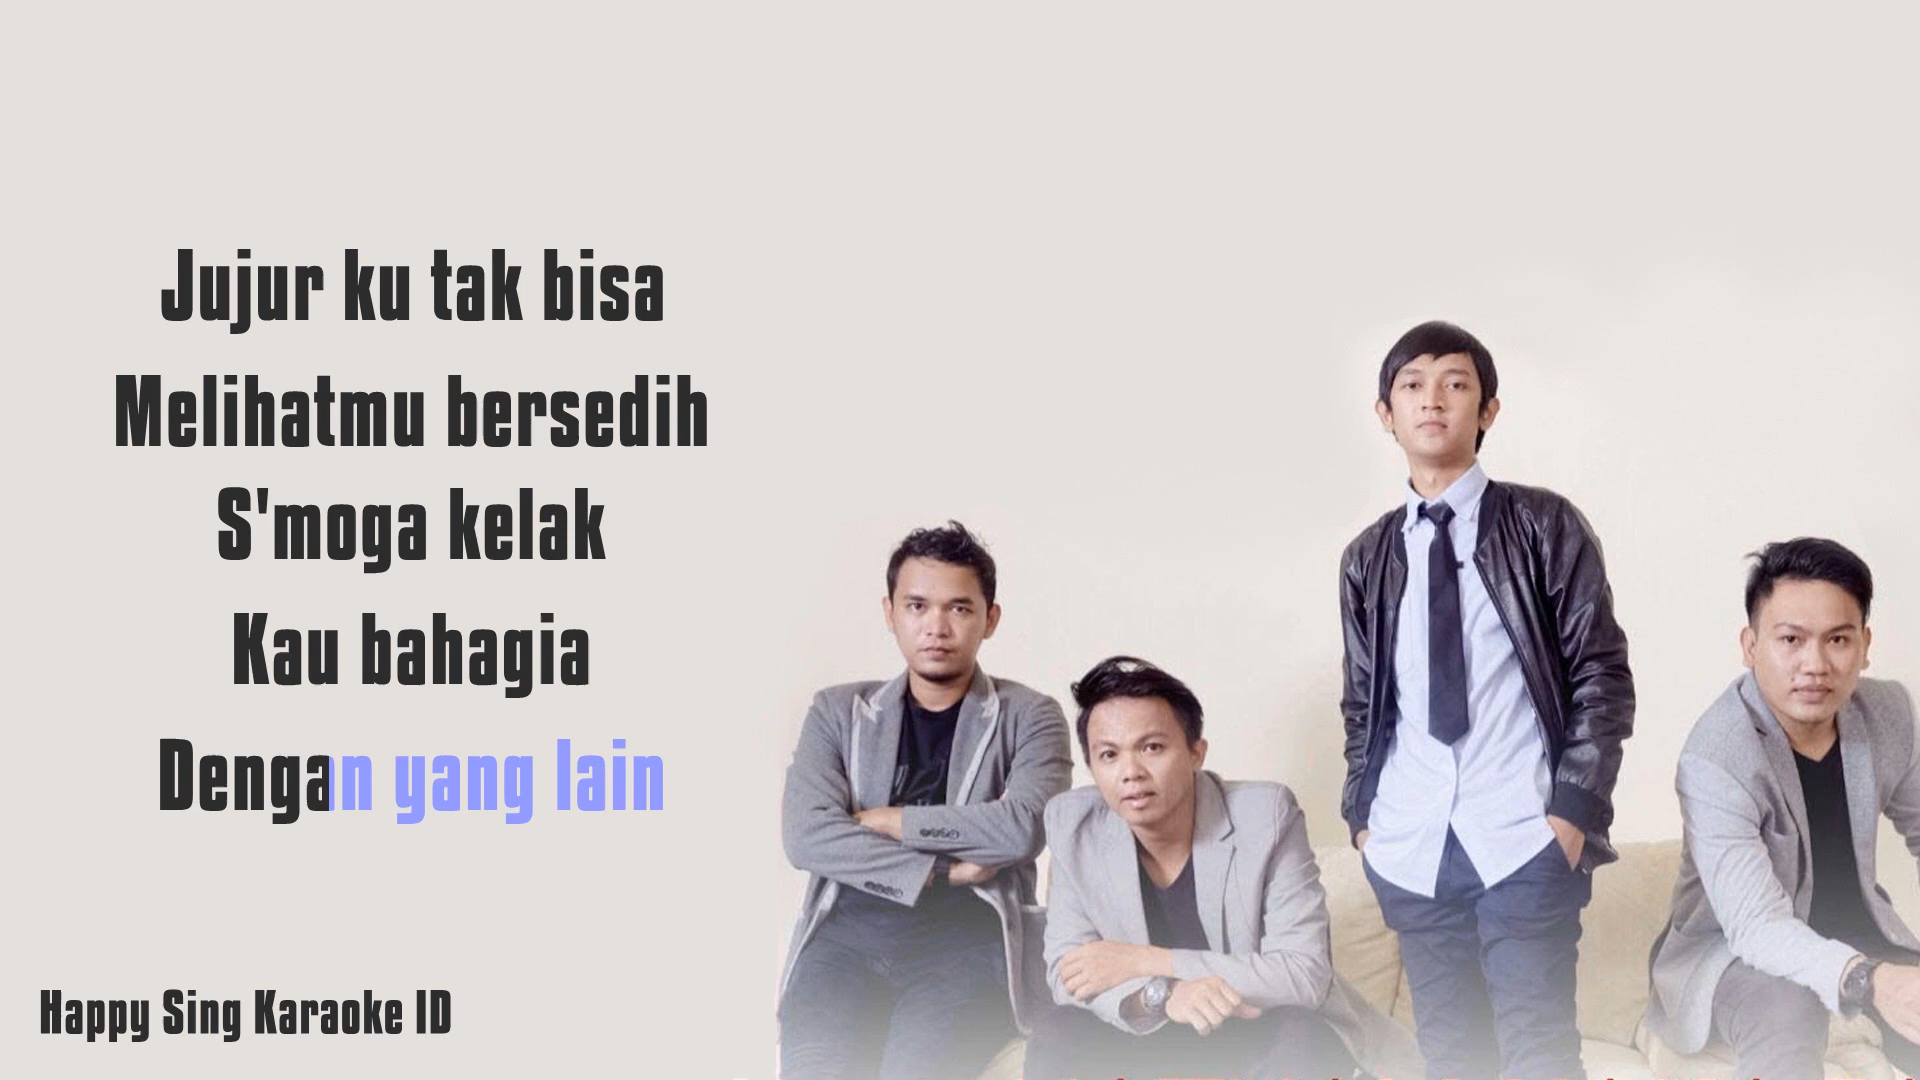 Jujur ku tak bisa
Melihatmu bersedih
S'moga kelak
Kau bahagia
Dengan yang lain
Happy Sing Karaoke ID